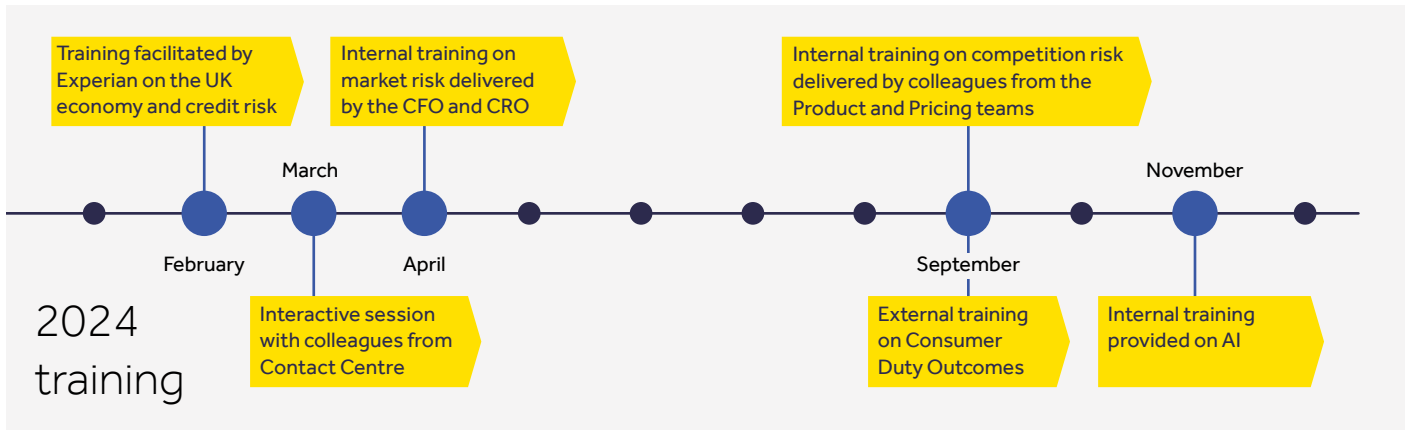 Training facilitated by
Experian on the UK
economy and credit risk
Internal training on
market risk delivered
by the CFO and CRO
Internal training on competition risk
delivered by colleagues from the
Product and Pricing teams
March
November
February
April
September
2024
training
Interactive session
with colleagues from
Contact Centre
External training
on Consumer
Duty Outcomes
Internal training
provided on AI